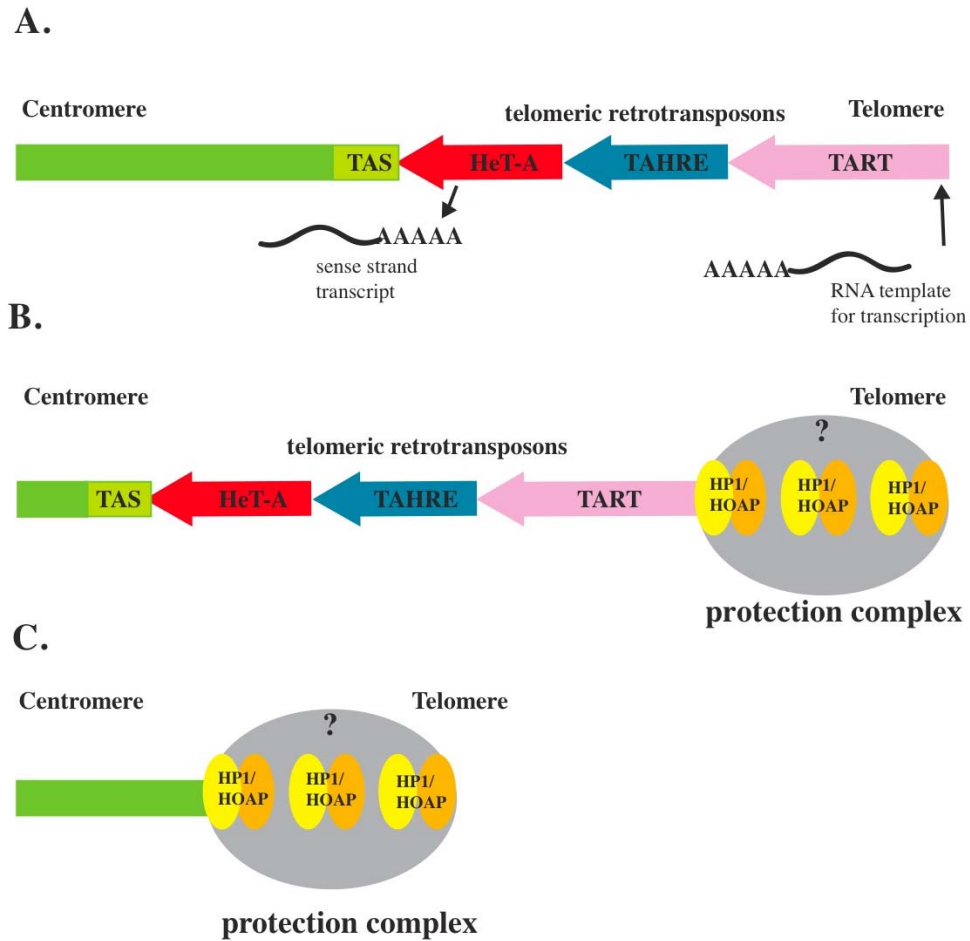 A.
Centromere
telomeric retrotransposons
Telomere
TAS
HeT-A
TAHRE
TART
AAAAA
sense strand
transcript
AAAAA
RNA template
for transcription
B.
Centromere
Telomere
telomeric retrotransposons
?
TAS
HeT-A
TAHRE
TART
HP1/
HOAP
HP1/
HOAP
HP1/
HOAP
protection complex
C.
Centromere
Telomere
?
HP1/
HOAP
HP1/
HOAP
HP1/
HOAP
protection complex